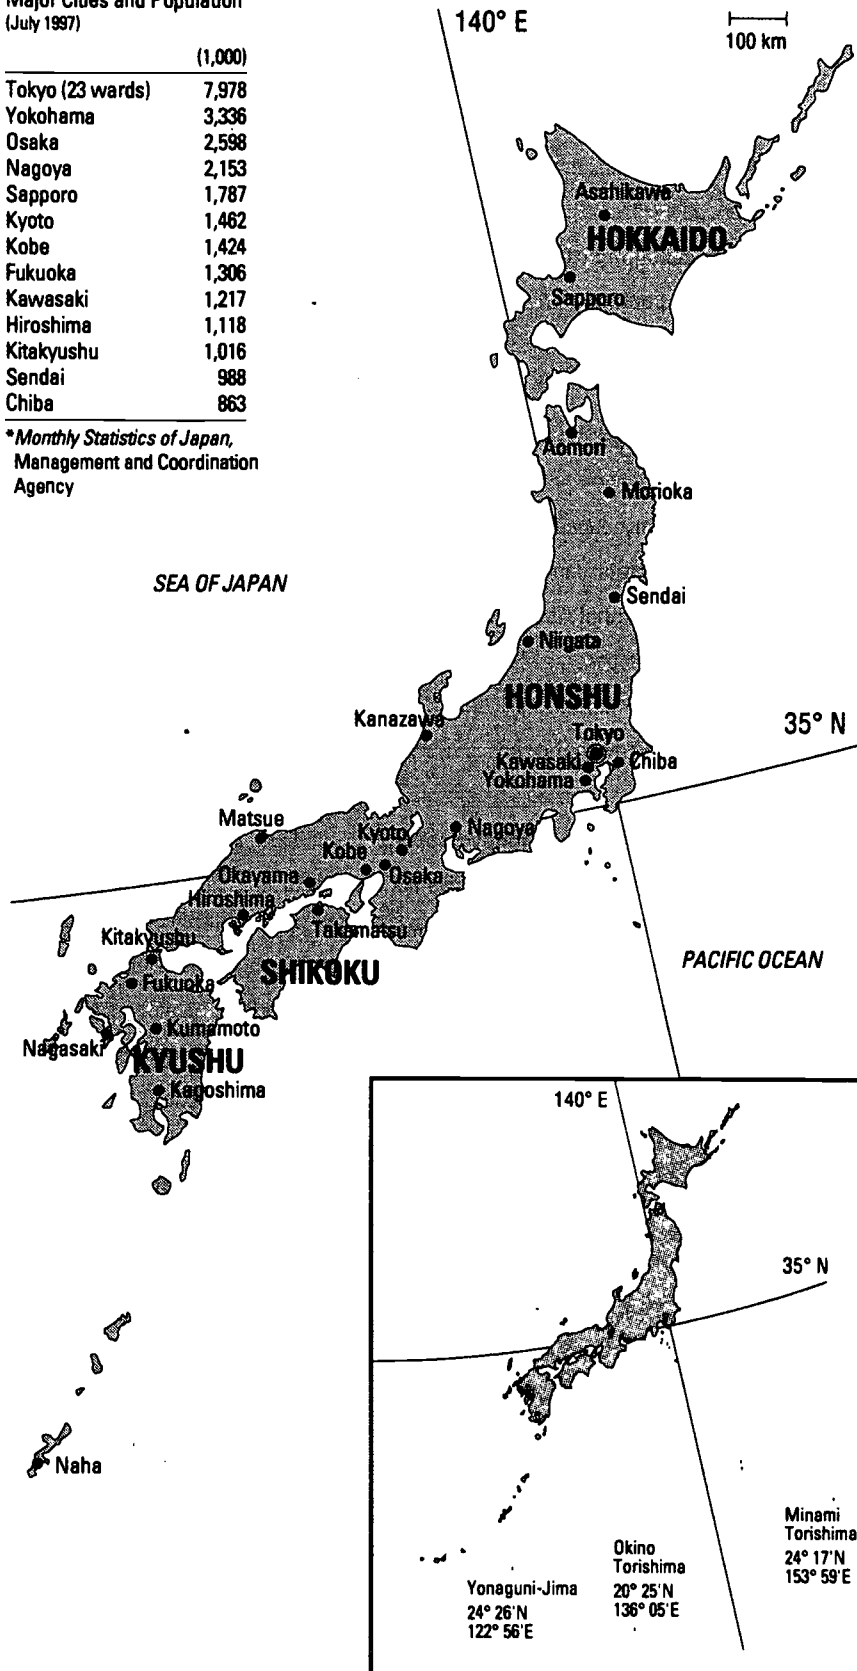 Major Cities and Population
(July 1997)
(1,000)
Tokyo (23 wards) 7,978
Yokohama 3,336
Osaka 2,598
Nagoya 2,153
Sapporo 1,787
Kyoto 1,462
Kobe 1,424
Fukuoka 1,306
Kawasaki 1,217
Hiroshima 1,118
Kitakyushu 1,016
Sendai 988
Chiba 863
*Monthly Statistics of Japan,
Management and Coordination
Agency
140° E
100 km
Asahikawa
HOKKAIDO
Sapporo
Aomori
Morioka
SEA OF JAPAN
Sendai
Niigata
HONSHU
Kanazawa
35° N
Tokyo
Kawasaki
Chiba
Yokohama
Matsue
Kyoto
Nagoya
Kobe
Okayama
Osaka
Hiroshima
Takamatsu
Kitakyushu
SHIKOKU
PACIFIC OCEAN
Fukuoka
Kumamoto
Nagasaki
KYUSHU
Kagoshima
Naha
140° E
35° N
Minami
Torishima
24° 17'N
153° 59'E
Okino
Torishima
20° 25'N
136° 05'E
Yonaguni-Jima
24° 26'N
122° 56'E